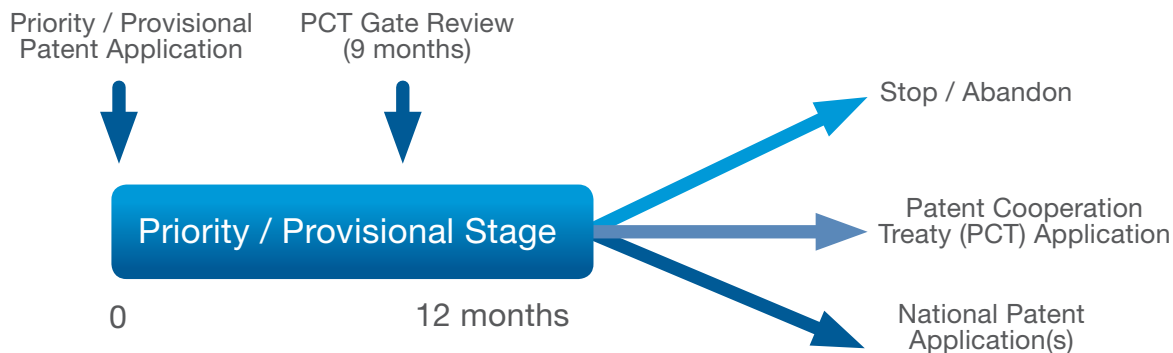 Priority / Provisional
Patent Application
PCT Gate Review
(9 months)
Stop / Abandon
Priority / Provisional Stage
Patent Cooperation
Treaty (PCT) Application
0
12 months
National Patent
Application(s)